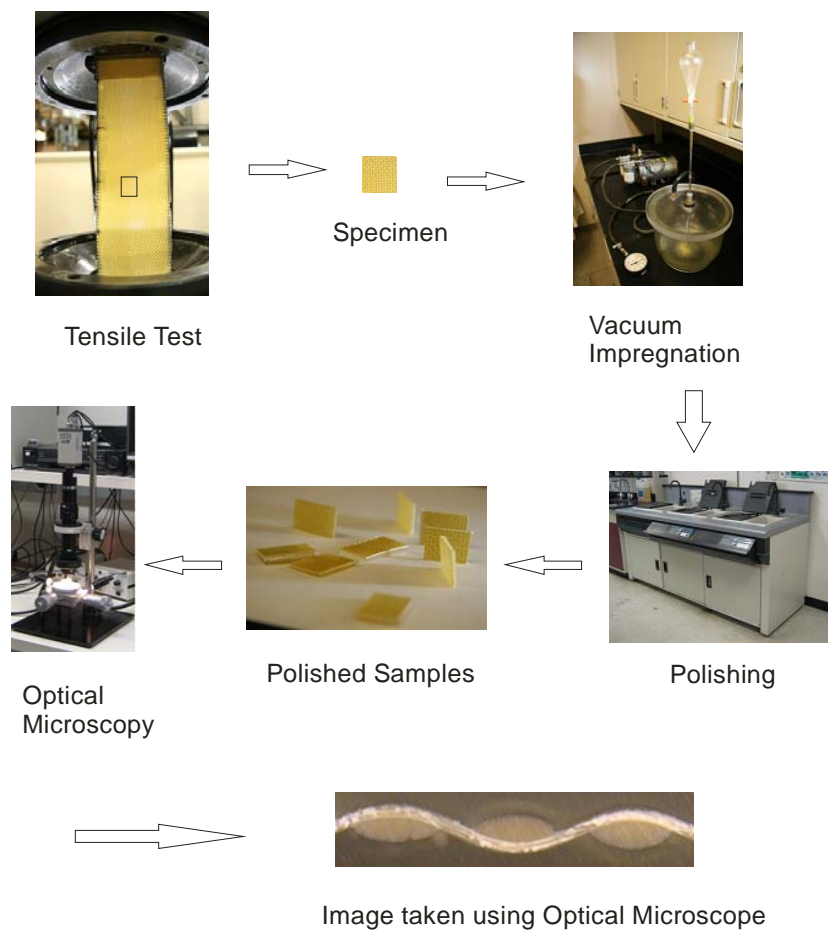 Tensile Test
Specimen
Vacuum
Impregnation
Polishing
Polished Samples
Optical
Microscopy
Image taken using Optical Microscope